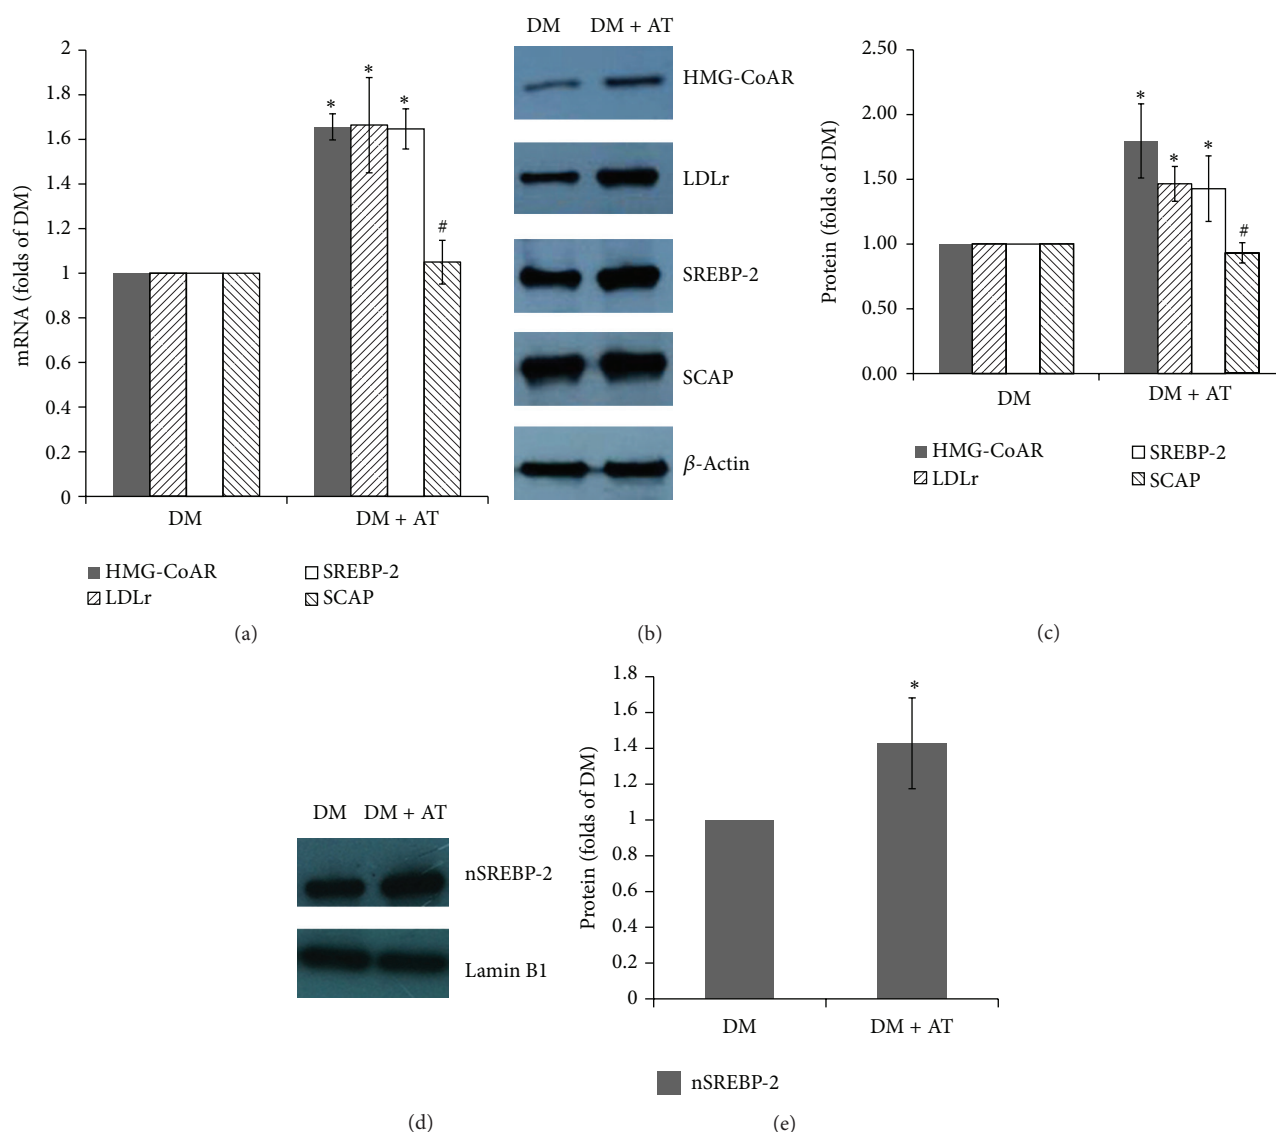 mRNA (folds of DM)
2
1.8
1.6
1.4
1.2
1
0.8
0.6
0.4
0.2
0
* * * #
DM DM + AT
HMG-CoAR SREBP-2
LDLr SCAP
(a)
DM DM + AT
HMG-CoAR
LDLr
SREBP-2
SCAP
β-Actin
(b)
Protein (folds of DM)
2.50
2.00
1.50
1.00
0.50
0.00
* * * #
DM DM + AT
HMG-CoAR SREBP-2
LDLr SCAP
(c)
DM DM + AT
nSREBP-2
Lamin B1
(d)
Protein (folds of DM)
1.8
1.6
1.4
1.2
1
0.8
0.6
0.4
0.2
0
*
DM DM + AT
nSREBP-2
(e)